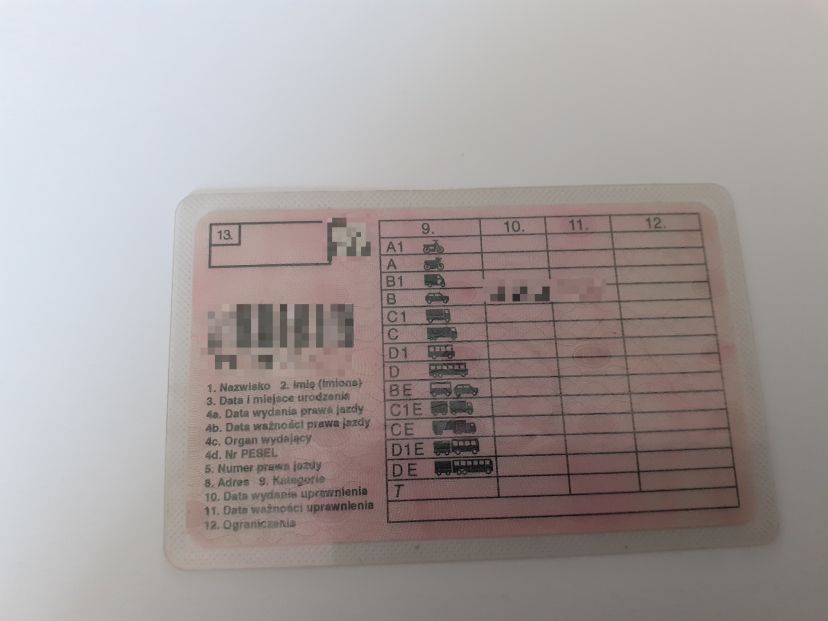 13.
9. 10. 11. 12.
A1
A
B1
B
C1
C
D1
D
BE
C1E
CE
D1E
DE
T
1. Nazwisko 2. Imię (Imiona)
3. Data i miejsce urodzenia
4a. Data wydania prawa jazdy
4b. Data ważności prawa jazdy
4c. Organ wydający
4d. Nr PESEL
5. Numer prawa jazdy
8. Adres 9. Kategorie
10. Data wydania uprawnienia
11. Data ważności uprawnienia
12. Ograniczenia